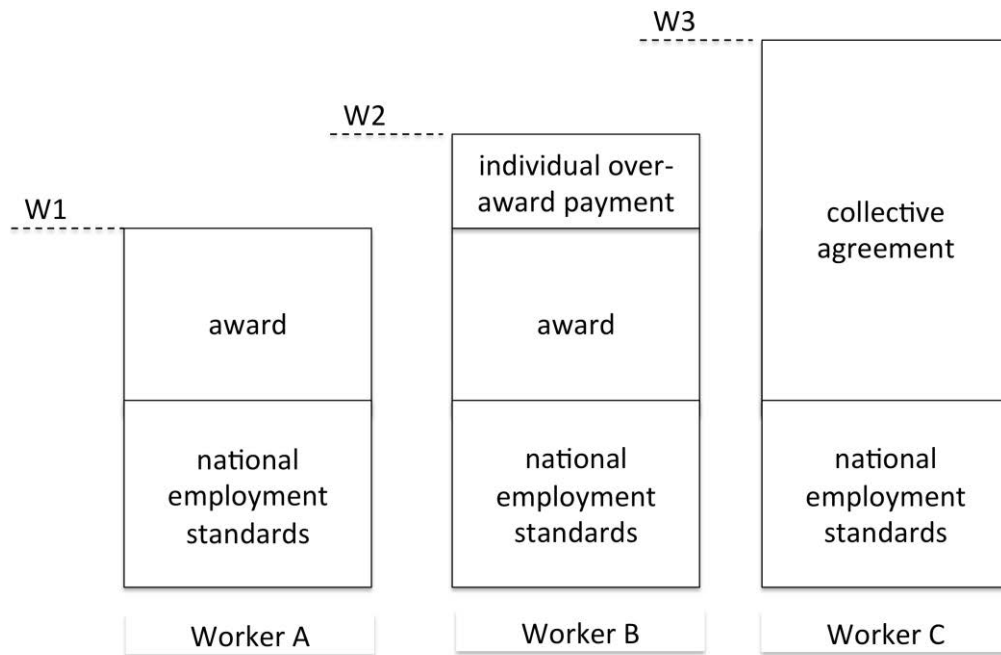 W3
W2
individual over-
award payment
W1
collective
agreement
award
award
national
employment
standards
national
employment
standards
national
employment
standards
Worker A
Worker B
Worker C